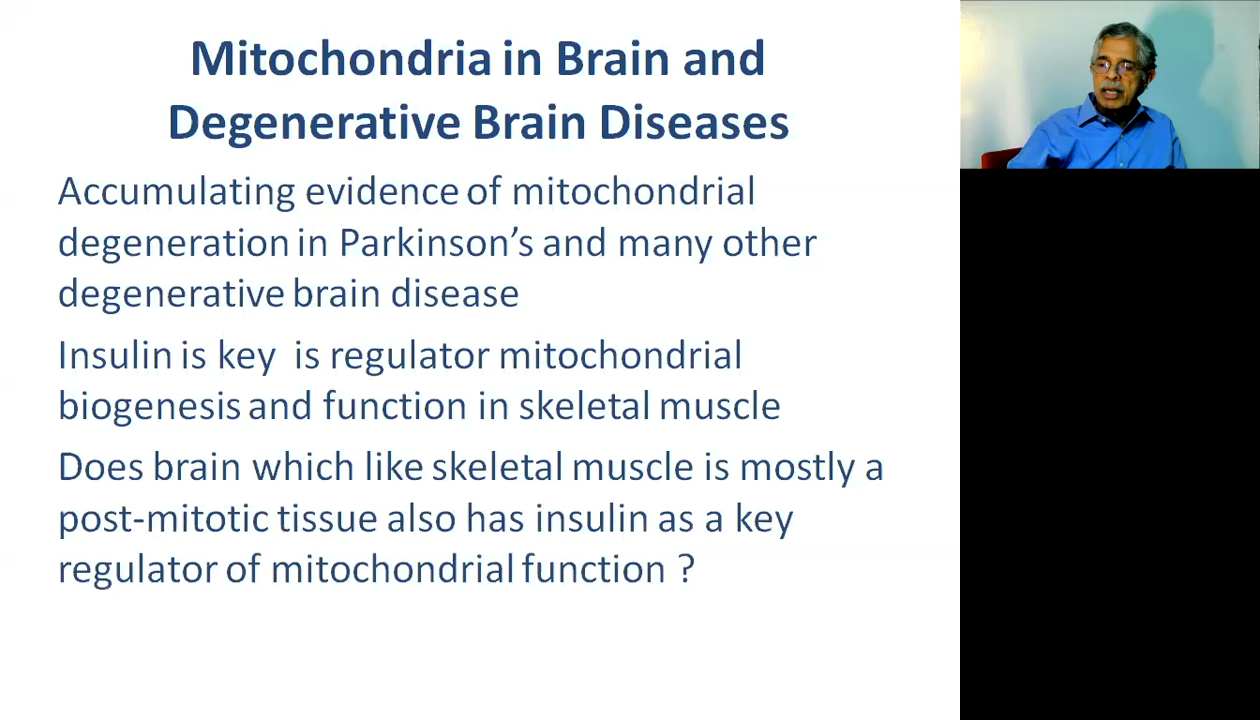 Mitochondria in Brain and
Degenerative Brain Diseases
Accumulating evidence of mitochondrial
degeneration in Parkinson’s and many other
degenerative brain disease
Insulin is key  is regulator mitochondrial
biogenesis and function in skeletal muscle
Does brain which like skeletal muscle is mostly a
post-mitotic tissue also has insulin as a key
regulator of mitochondrial function ?